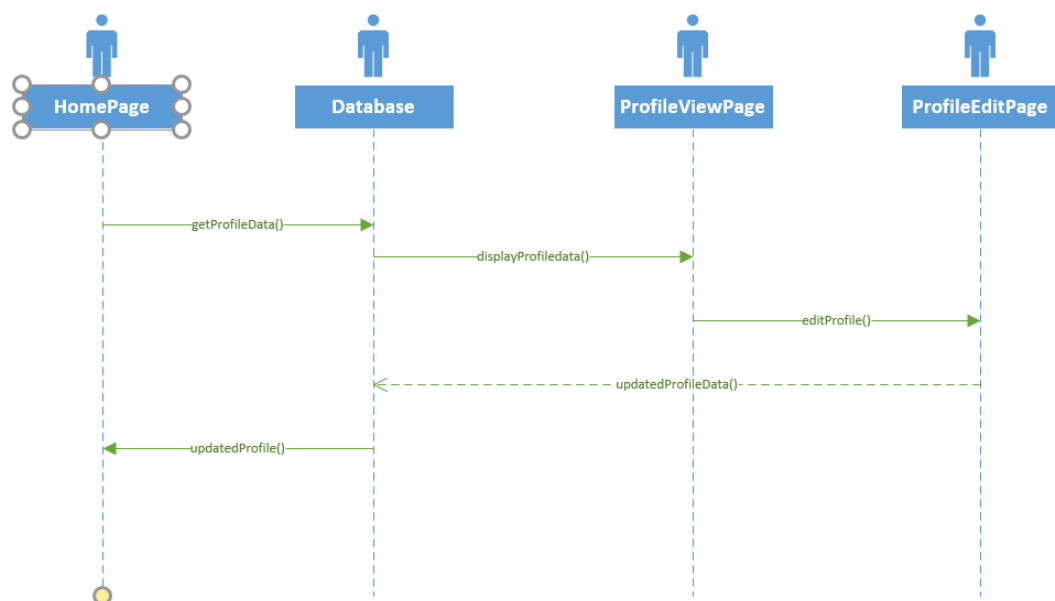 HomePage
Database
ProfileViewPage
ProfileEditPage
getProfileData()
displayProfiledata()
editProfile()
updatedProfileData()
updatedProfile()